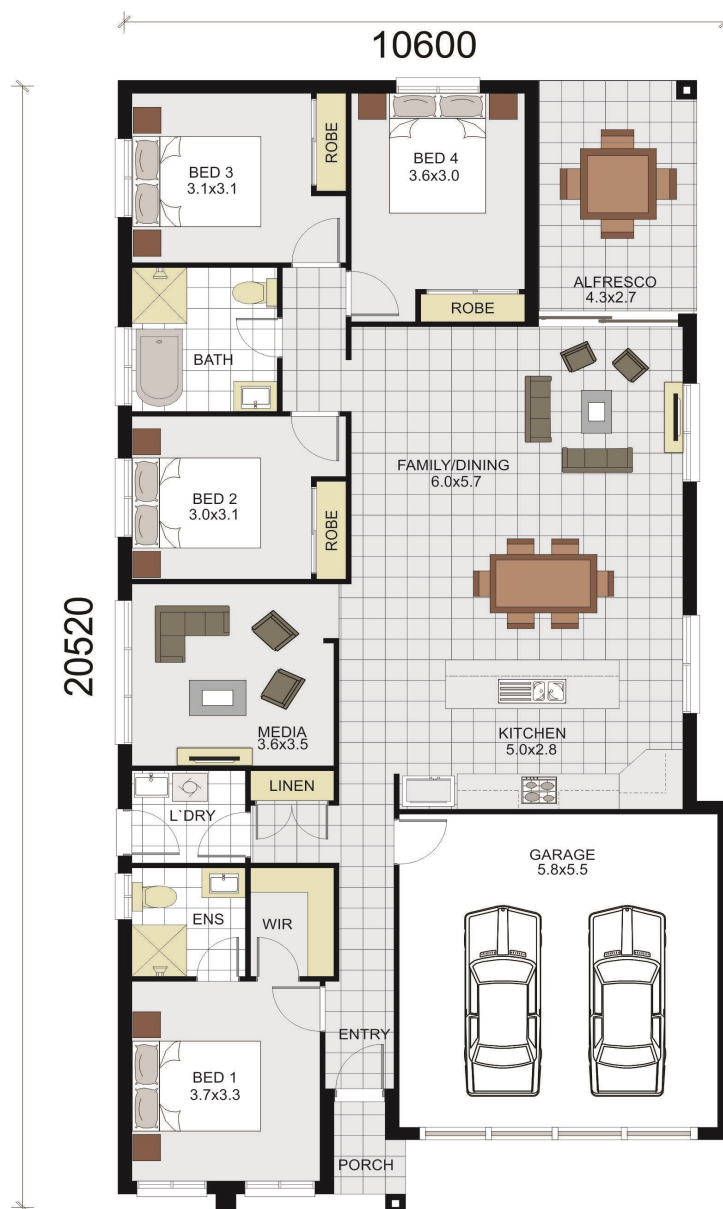 10600
BED 3
3.1x3.1
ROBE
BED 4
3.6x3.0
ROBE
ALFRESCO
4.3x2.7
BATH
FAMILY/DINING
6.0x5.7
BED 2
3.0x3.1
ROBE
20520
MEDIA
3.6x3.5
KITCHEN
5.0x2.8
LINEN
L`DRY
GARAGE
5.8x5.5
ENS
WIR
ENTRY
BED 1
3.7x3.3
PORCH